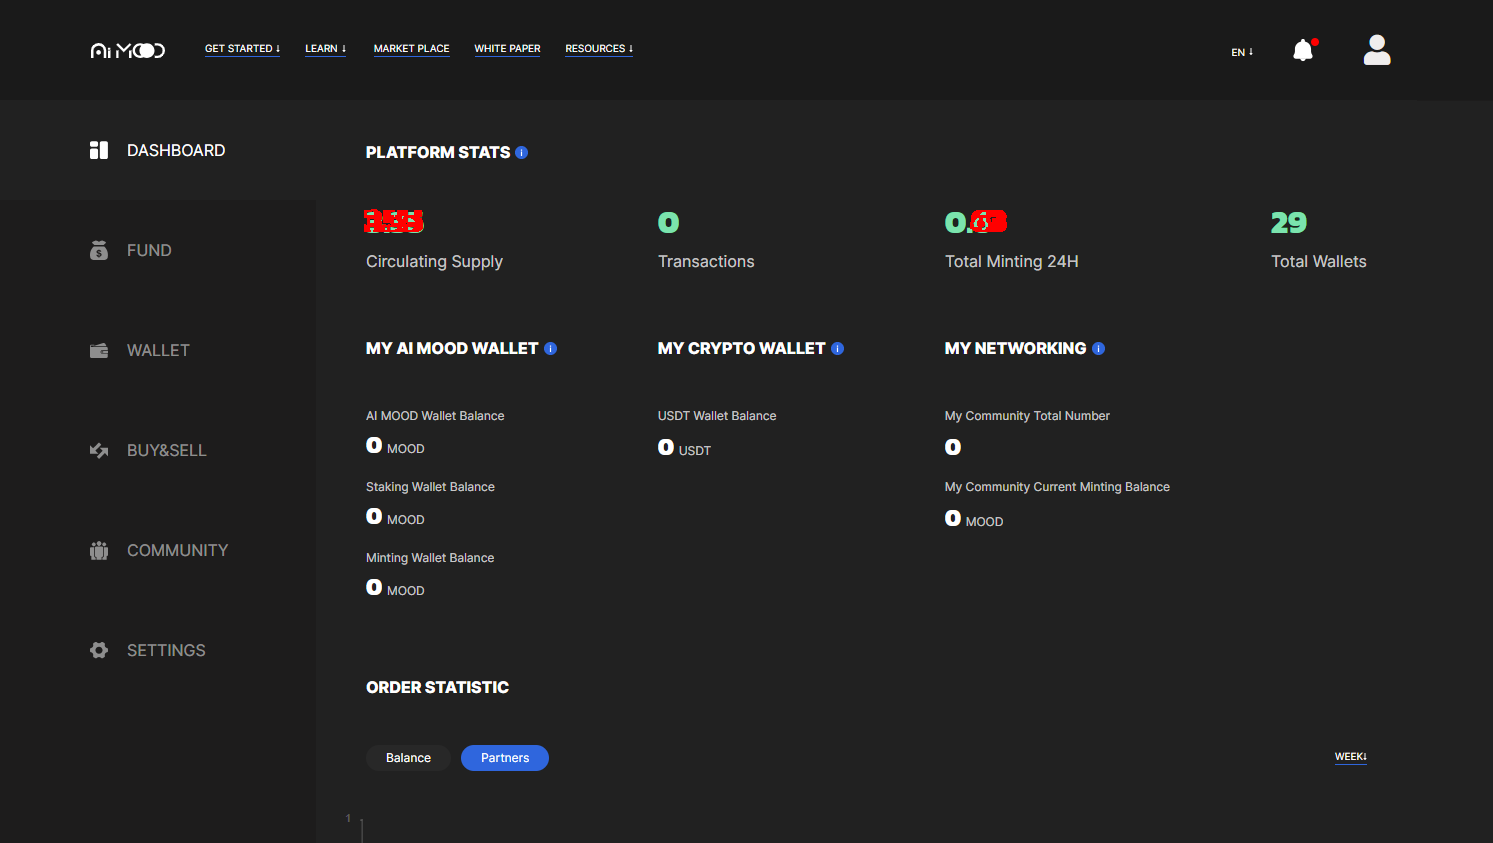 Ai MOOD
GET STARTED ↓ LEARN ↓ MARKET PLACE WHITE PAPER RESOURCES ↓
EN ↓
DASHBOARD
FUND
WALLET
BUY&SELL
COMMUNITY
SETTINGS
PLATFORM STATS
Circulating Supply
0
Transactions
Total Minting 24H
29
Total Wallets
MY AI MOOD WALLET
AI MOOD Wallet Balance
0 MOOD
Staking Wallet Balance
0 MOOD
Minting Wallet Balance
0 MOOD
MY CRYPTO WALLET
USDT Wallet Balance
0 USDT
MY NETWORKING
My Community Total Number
0
My Community Current Minting Balance
0 MOOD
ORDER STATISTIC
Balance Partners
WEEK↓
1